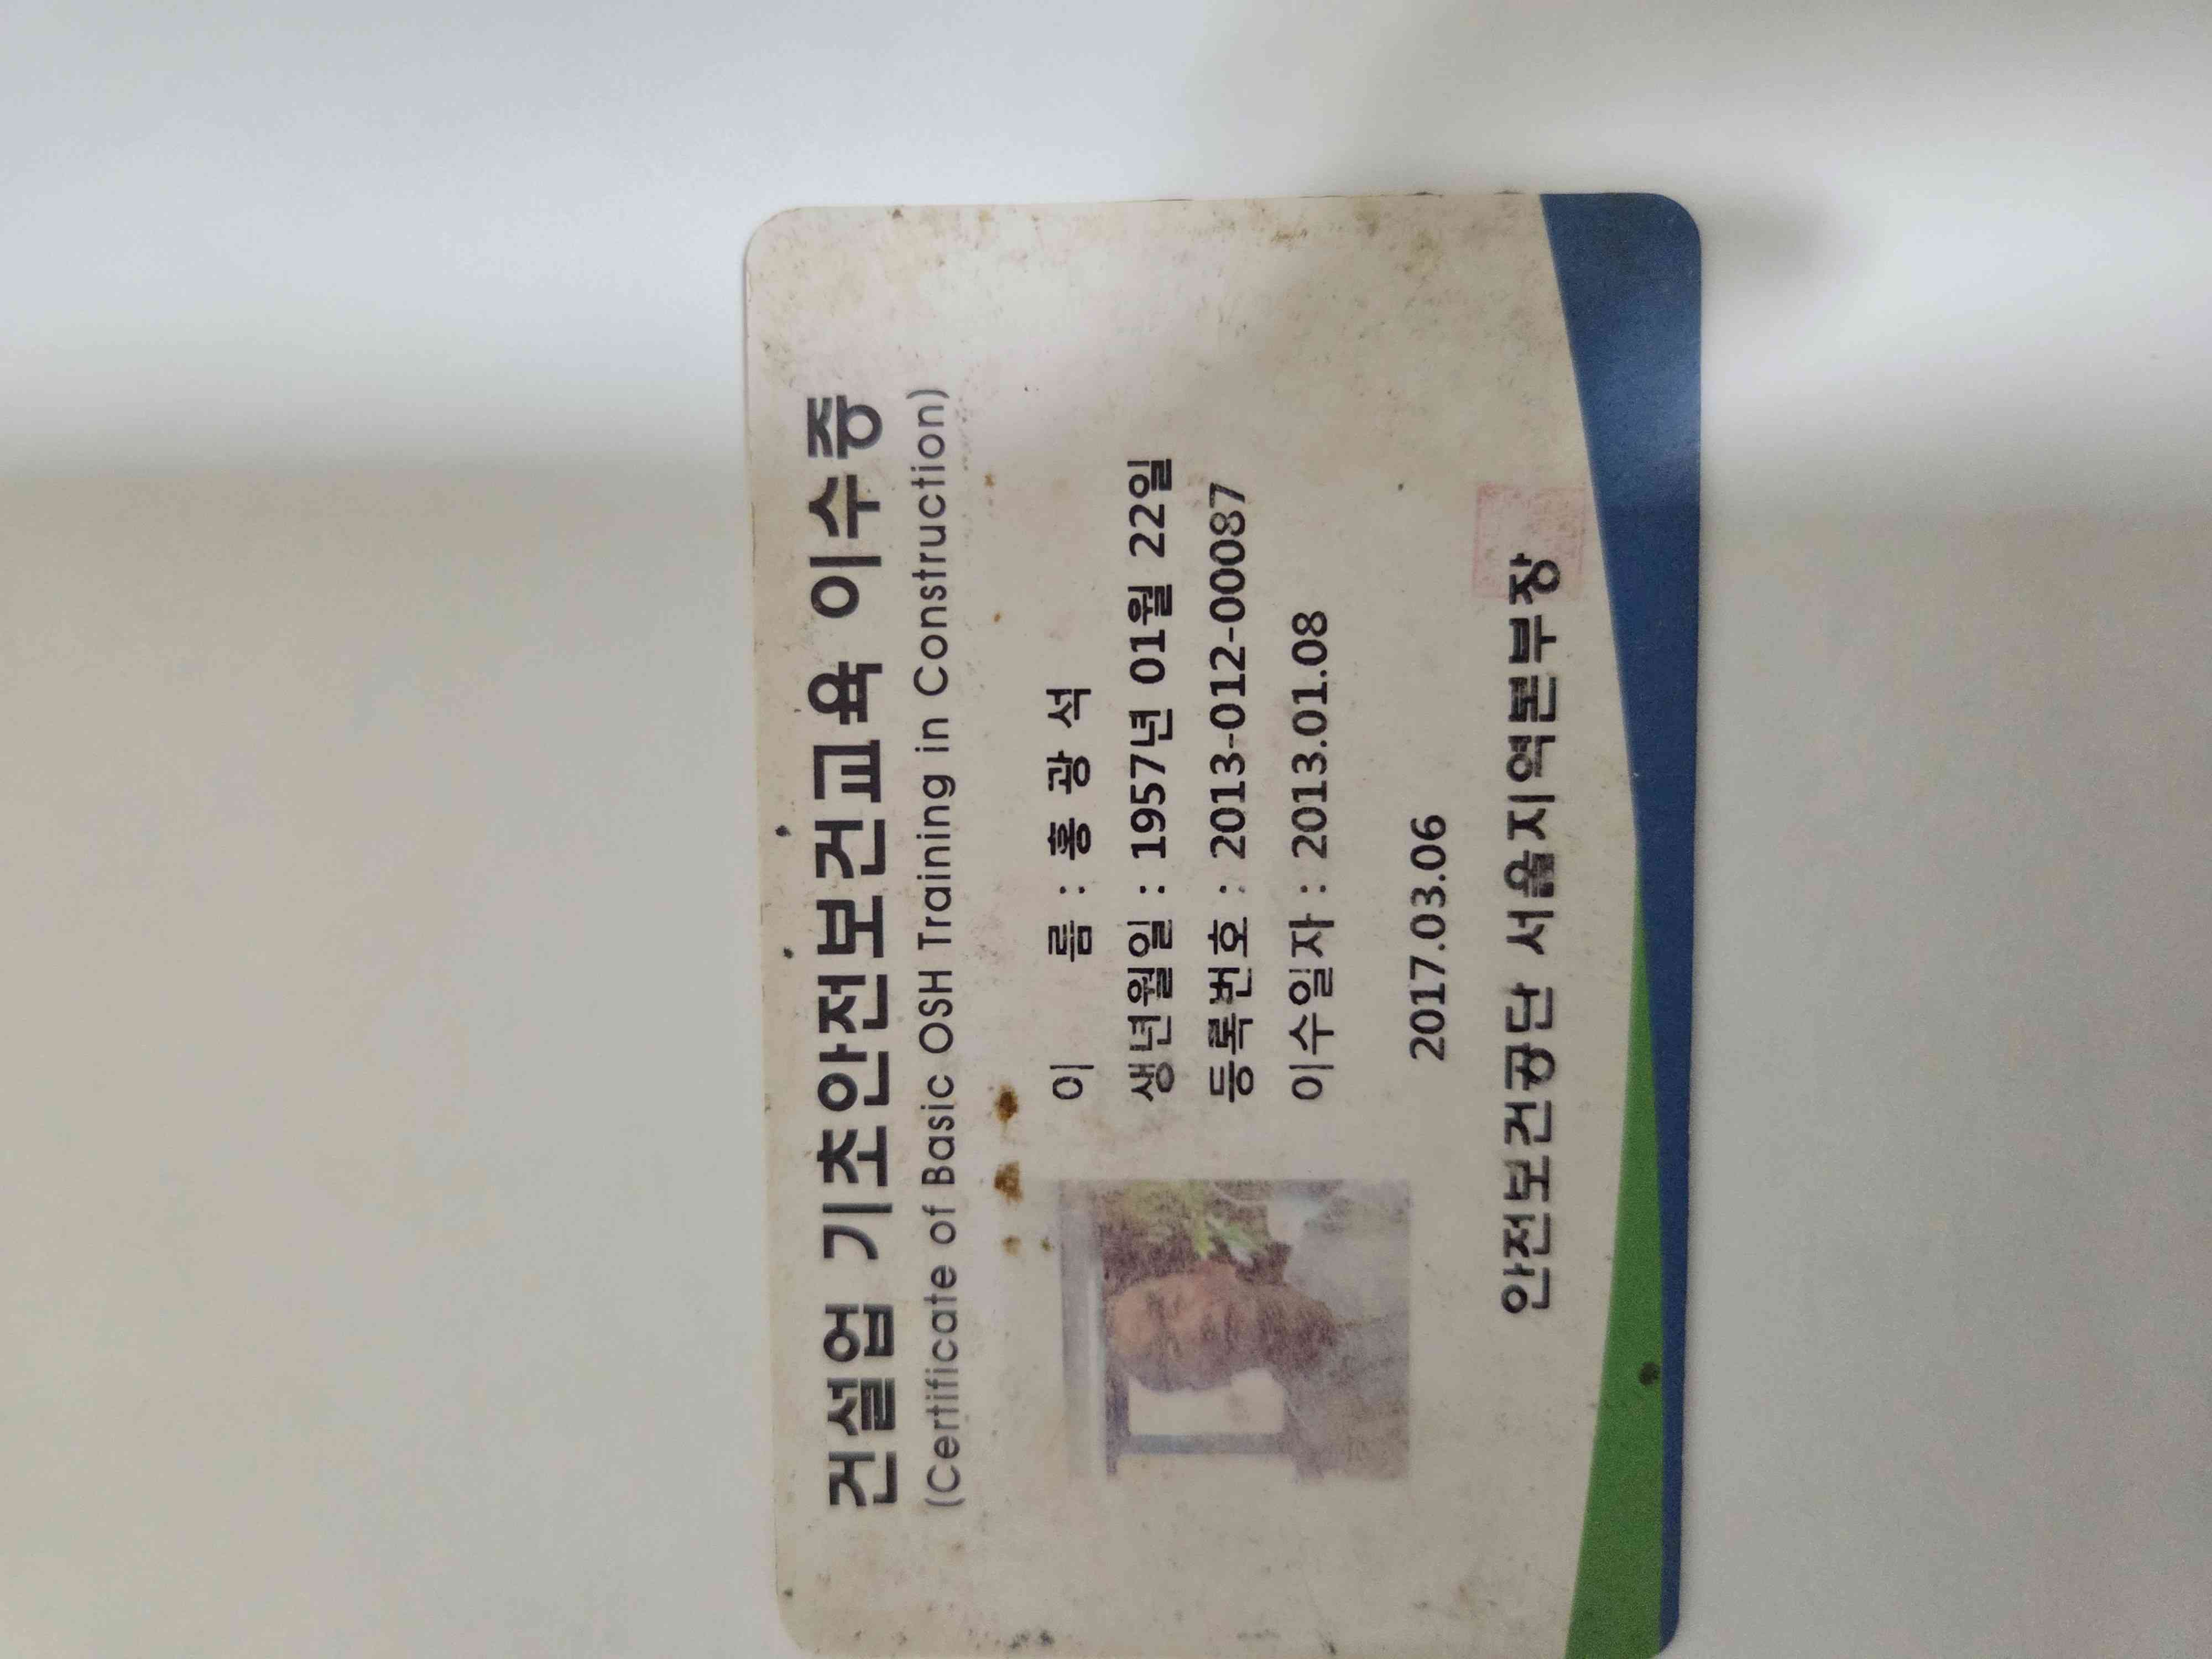 건설업 기초안전보건교육 이수증
(Certificate of Basic OSH Training in Construction)
이 름 : 홍 광 석
생년월일 : 1957년 01월 22일
등록번호 : 2013-012-00087
이수일자 : 2013.01.08
2017.03.06
안전보건공단 서울지역본부장